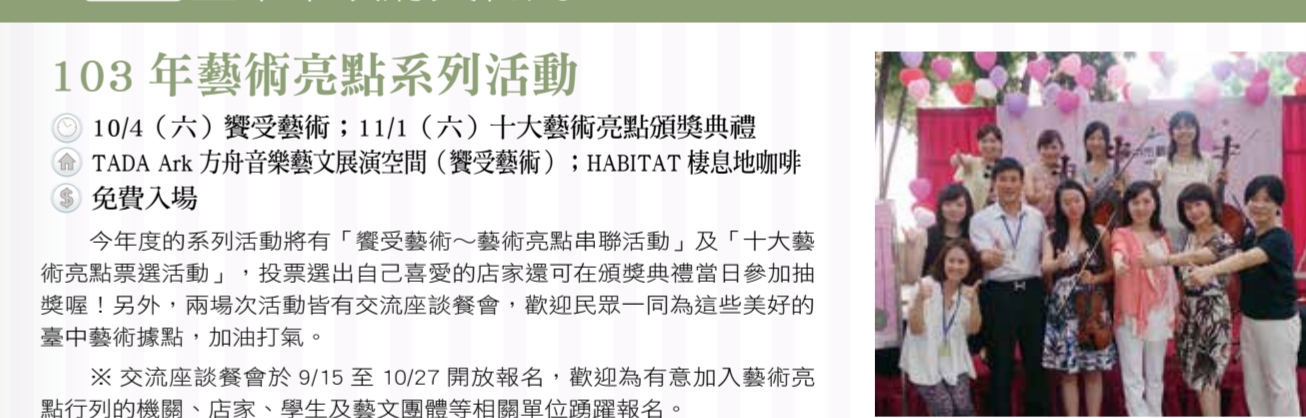 103 年藝術亮點系列活動
10/4（六）饗受藝術；11/1（六）十大藝術亮點頒獎典禮
TADA Ark 方舟音樂藝文展演空間（饗受藝術）；HABITAT 棲息地咖啡
免費入場
今年度的系列活動將有「饗受藝術～藝術亮點串聯活動」及「十大藝
術亮點票選活動」，投票選出自己喜愛的店家還可在頒獎典禮當日參加抽
獎喔！另外，兩場次活動皆有交流座談餐會，歡迎民眾一同為這些美好的
臺中藝術據點，加油打氣。
※ 交流座談餐會於 9/15 至 10/27 開放報名，歡迎為有意加入藝術亮
點行列的機關、店家、學生及藝文團體等相關單位踴躍報名。